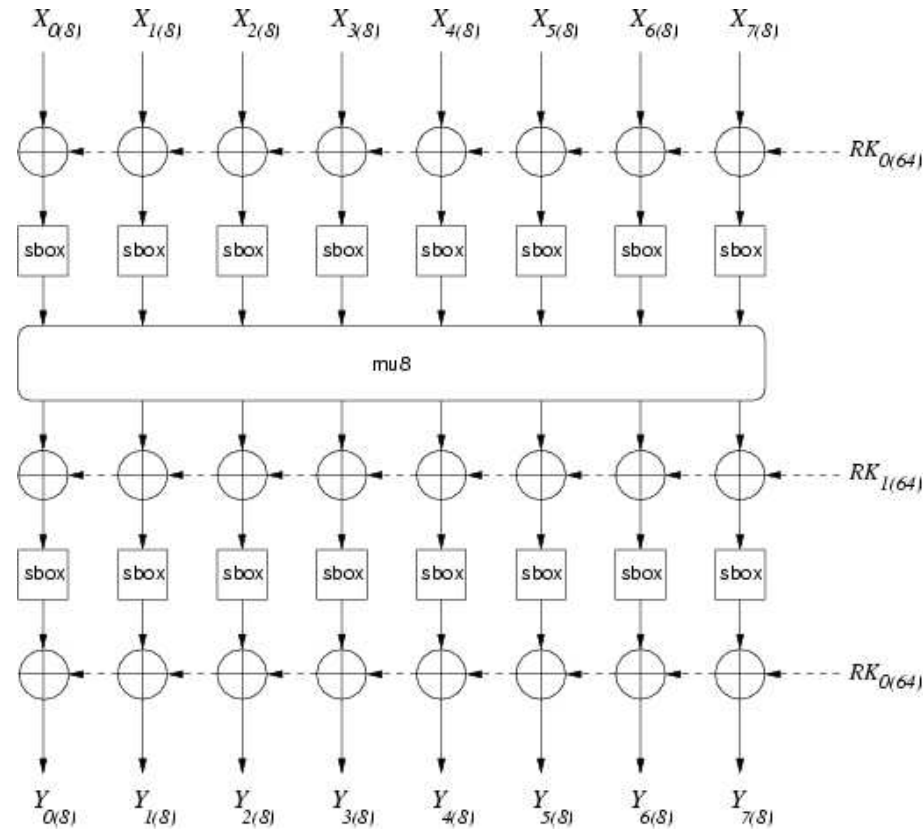 X0(8) X1(8) X2(8) X3(8) X4(8) X5(8) X6(8) X7(8)
RK0(64)
sbox sbox sbox sbox sbox sbox sbox sbox
mu8
RK1(64)
sbox sbox sbox sbox sbox sbox sbox sbox
RK0(64)
Y0(8) Y1(8) Y2(8) Y3(8) Y4(8) Y5(8) Y6(8) Y7(8)